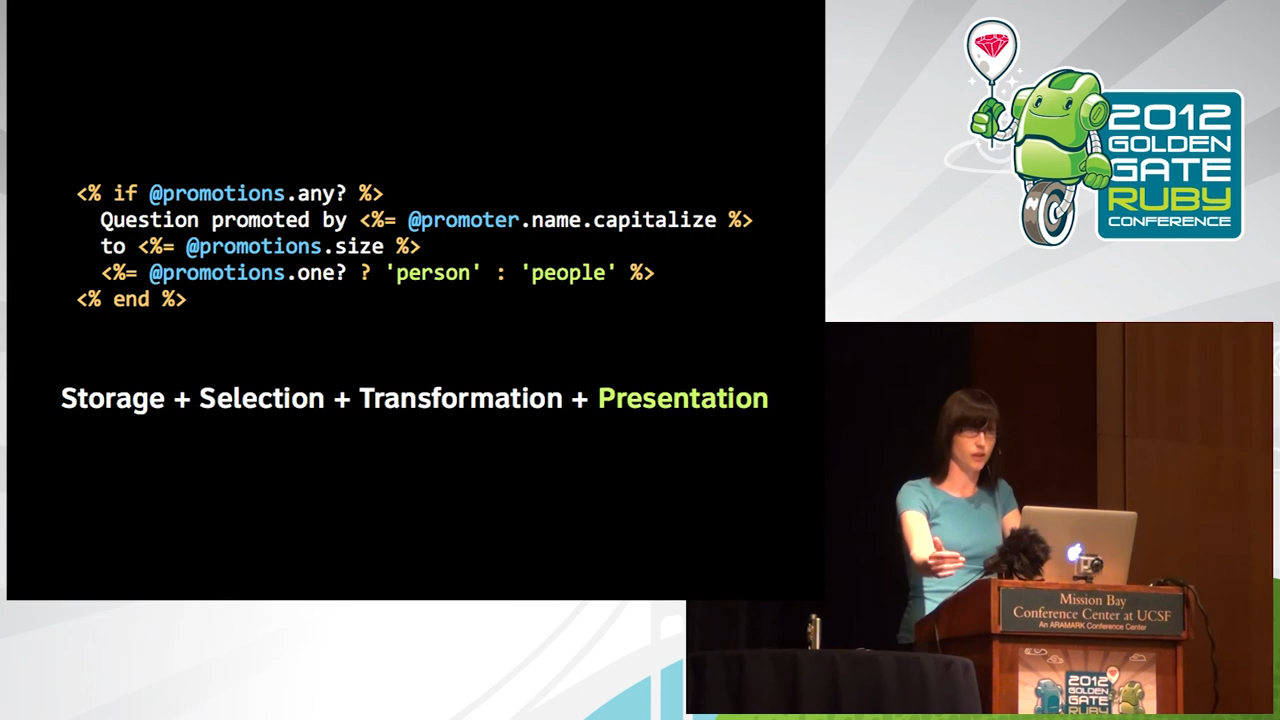 <% if @promotions.any? %>
Question promoted by <%= @promoter.name.capitalize %>
to <%= @promotions.size %>
<%= @promotions.one? ? 'person' : 'people' %>
<% end %>
Storage + Selection + Transformation + Presentation
2012
GOLDEN
GATE
RUBY
CONFERENCE
Mission Bay
Conference Center at UCSF
An ARAMARK Conference Center
2012
GOLDEN
GATE
RUBY